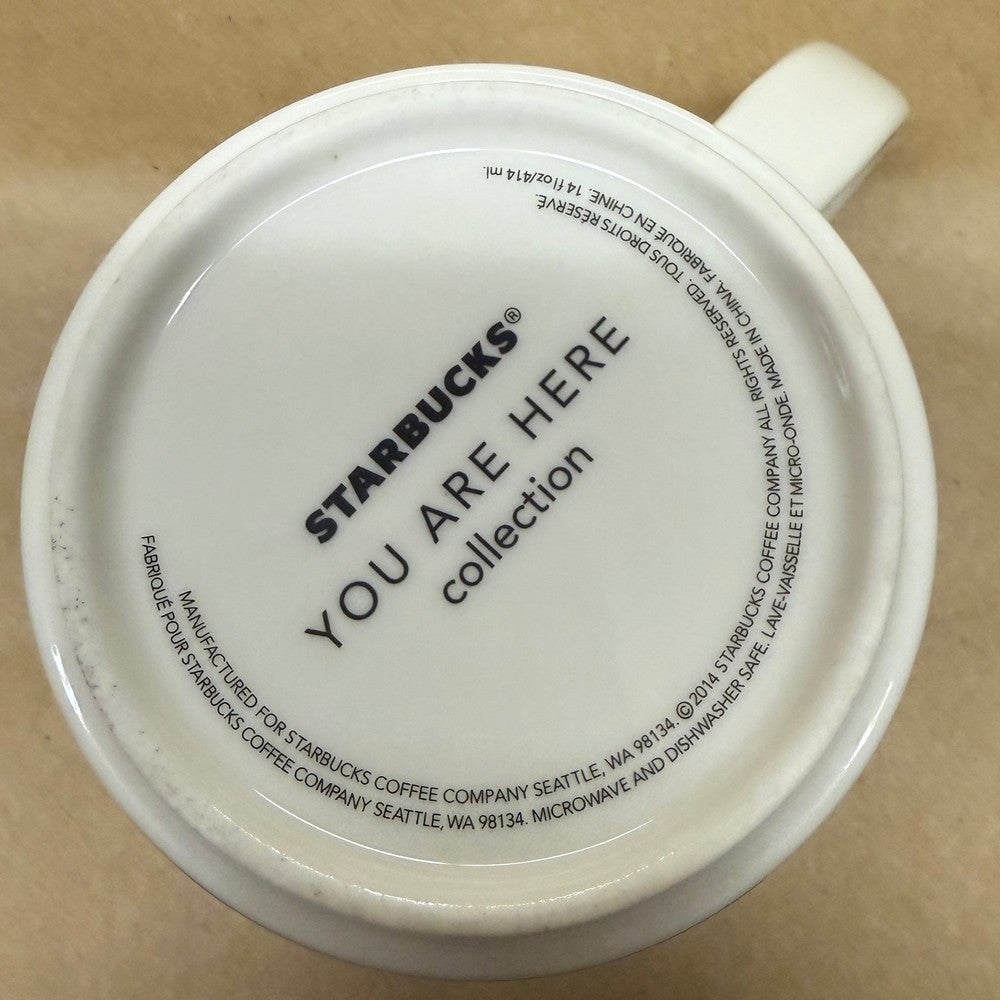 STARBUCKS®
YOU ARE HERE
collection
MANUFACTURED FOR STARBUCKS COFFEE COMPANY SEATTLE, WA 98134. ©2014 STARBUCKS COFFEE COMPANY ALL RIGHTS RESERVED. TOUS DROITS RÉSERVÉ.
FABRIQUÉ POUR STARBUCKS COFFEE COMPANY SEATTLE, WA 98134. MICROWAVE AND DISHWASHER SAFE. LAVE-VAISSELLE ET MICRO-ONDE. MADE IN CHINA. FABRIQUÉ EN CHINE. 14 fl oz/414 ml.